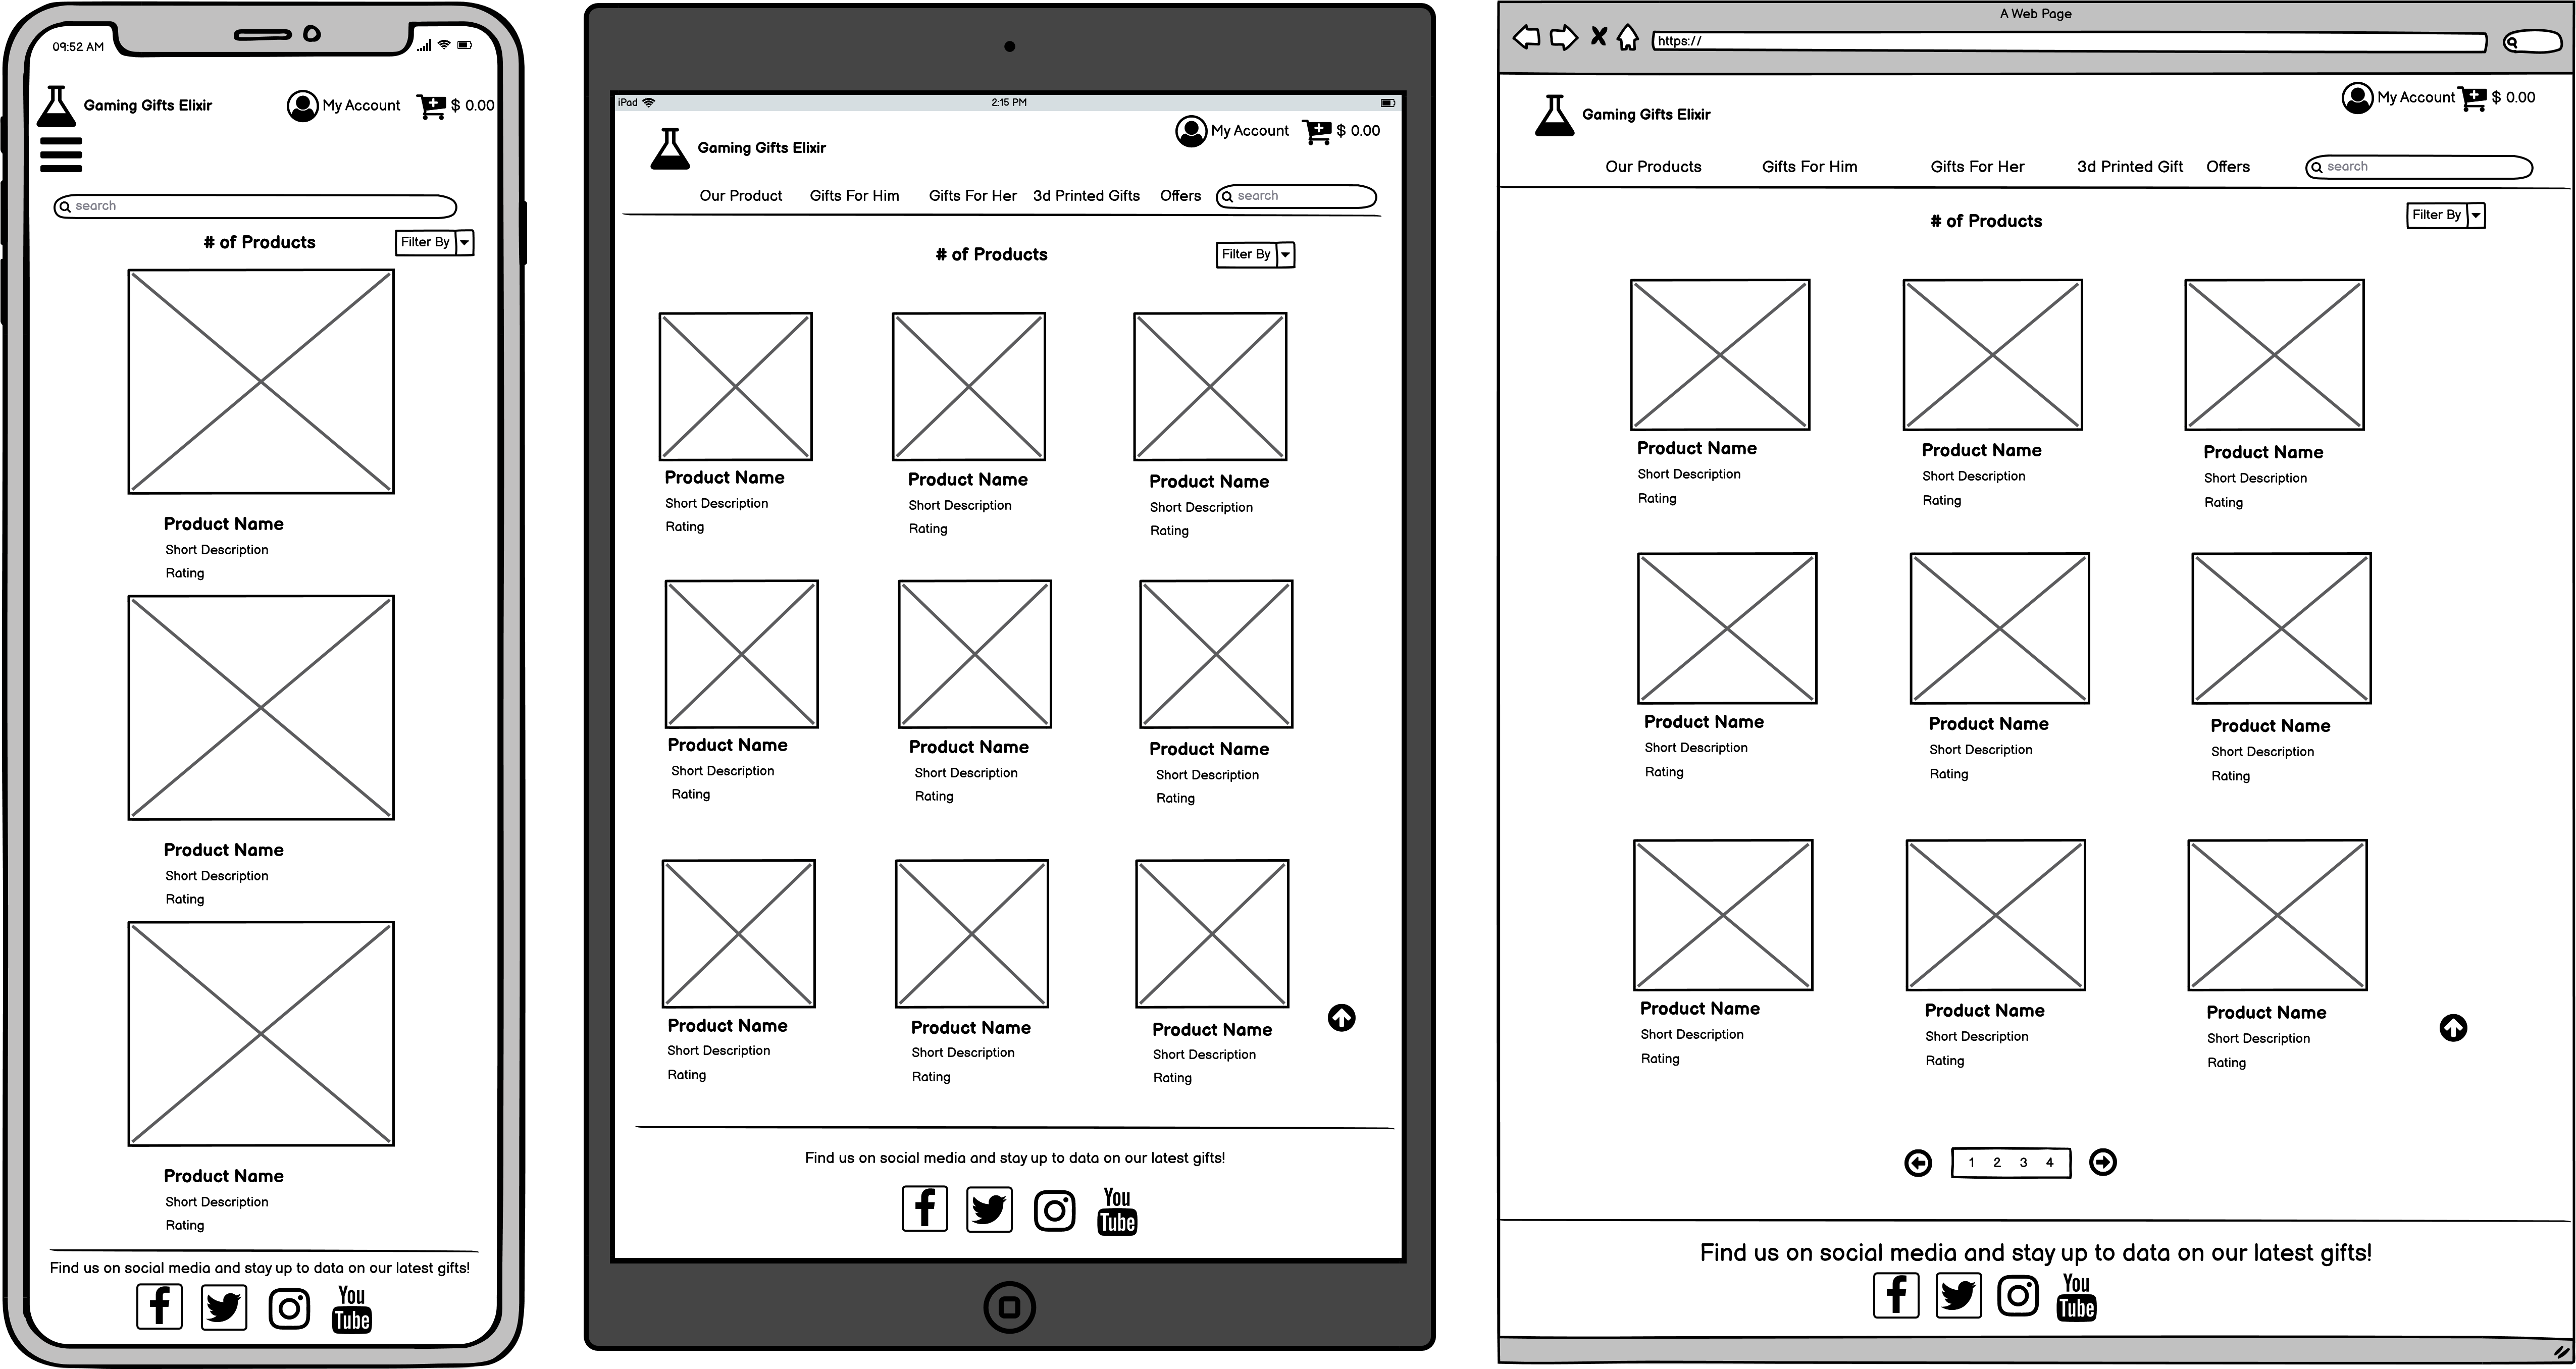 09:52 AM
Gaming Gifts Elixir My Account $ 0.00
search
# of Products Filter By
Product Name
Short Description
Rating
Product Name
Short Description
Rating
Product Name
Short Description
Rating
Find us on social media and stay up to data on our latest gifts!
f You Tube
iPad 2:15 PM
My Account $ 0.00
Gaming Gifts Elixir
Our Product Gifts For Him Gifts For Her 3d Printed Gifts Offers search
# of Products Filter By
Product Name Product Name Product Name
Short Description Short Description Short Description
Rating Rating Rating
Product Name Product Name Product Name
Short Description Short Description Short Description
Rating Rating Rating
Product Name Product Name Product Name
Short Description Short Description Short Description
Rating Rating Rating
Find us on social media and stay up to data on our latest gifts!
f You Tube
A Web Page
https://
My Account $ 0.00
Gaming Gifts Elixir
Our Products Gifts For Him Gifts For Her 3d Printed Gift Offers search
# of Products Filter By
Product Name Product Name Product Name
Short Description Short Description Short Description
Rating Rating Rating
Product Name Product Name Product Name
Short Description Short Description Short Description
Rating Rating Rating
Product Name Product Name Product Name
Short Description Short Description Short Description
Rating Rating Rating
1 2 3 4
Find us on social media and stay up to data on our latest gifts!
f You Tube